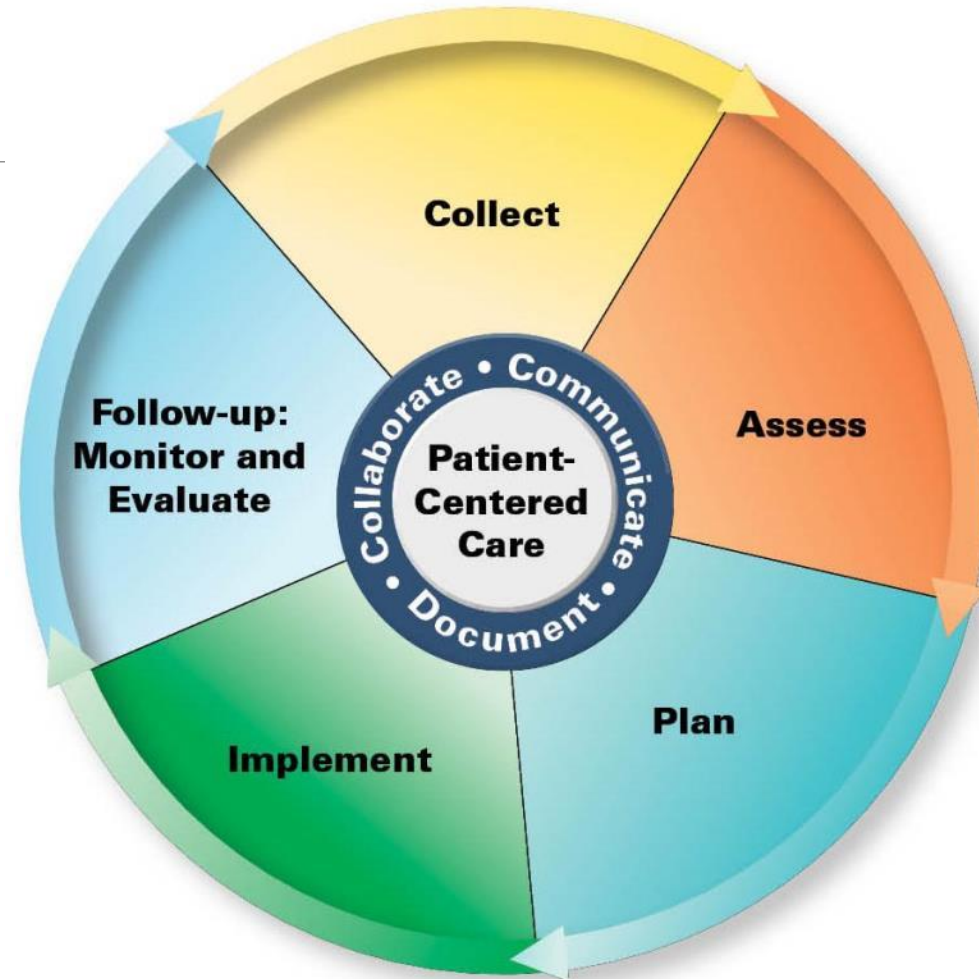 Collect
Assess
Plan
Implement
Follow-up:
Monitor and
Evaluate
Collaborate • Communicate • Document •
Patient-
Centered
Care